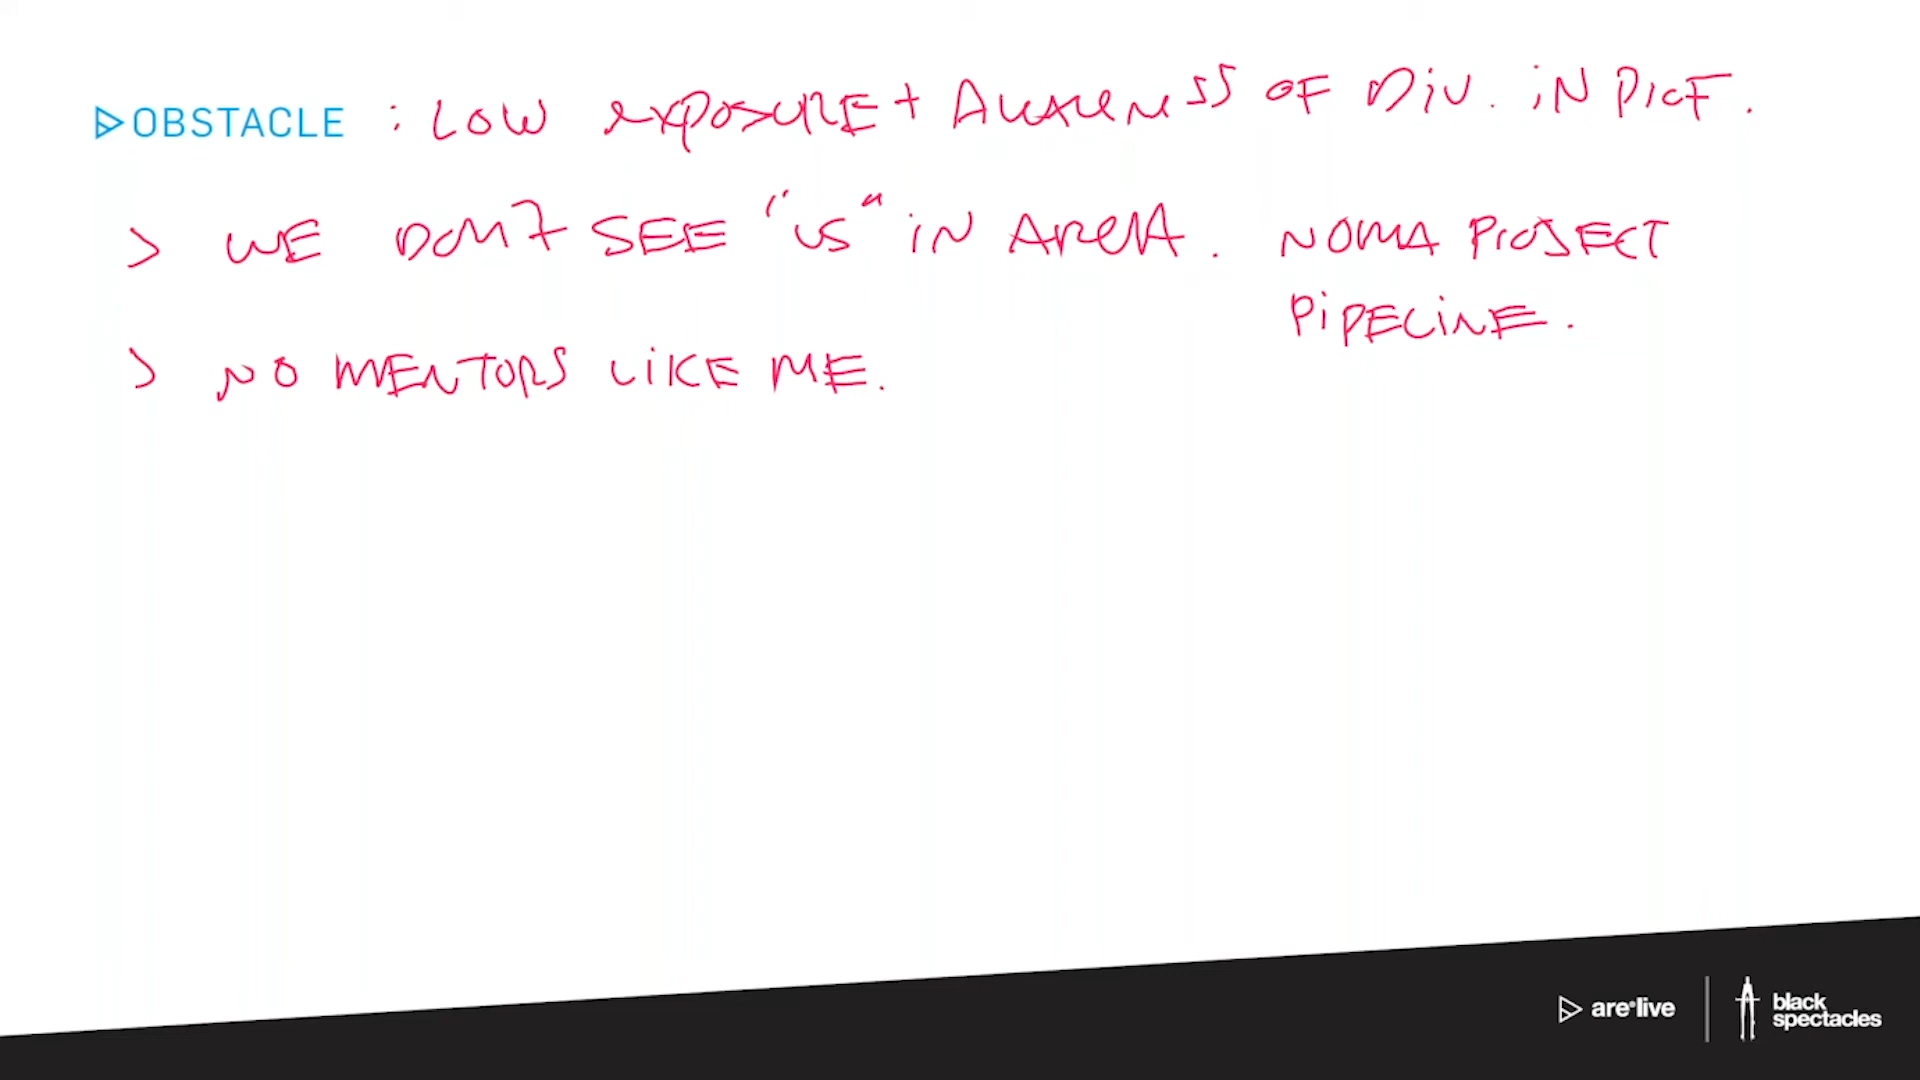 OBSTACLE : LOW EXPOSURE + AWARENESS OF DIV. IN PROF.
> WE DON'T SEE "US" IN AREA. NOMA PROJECT
PIPELINE.
> NO MENTORS LIKE ME.
are•live
black
spectacles